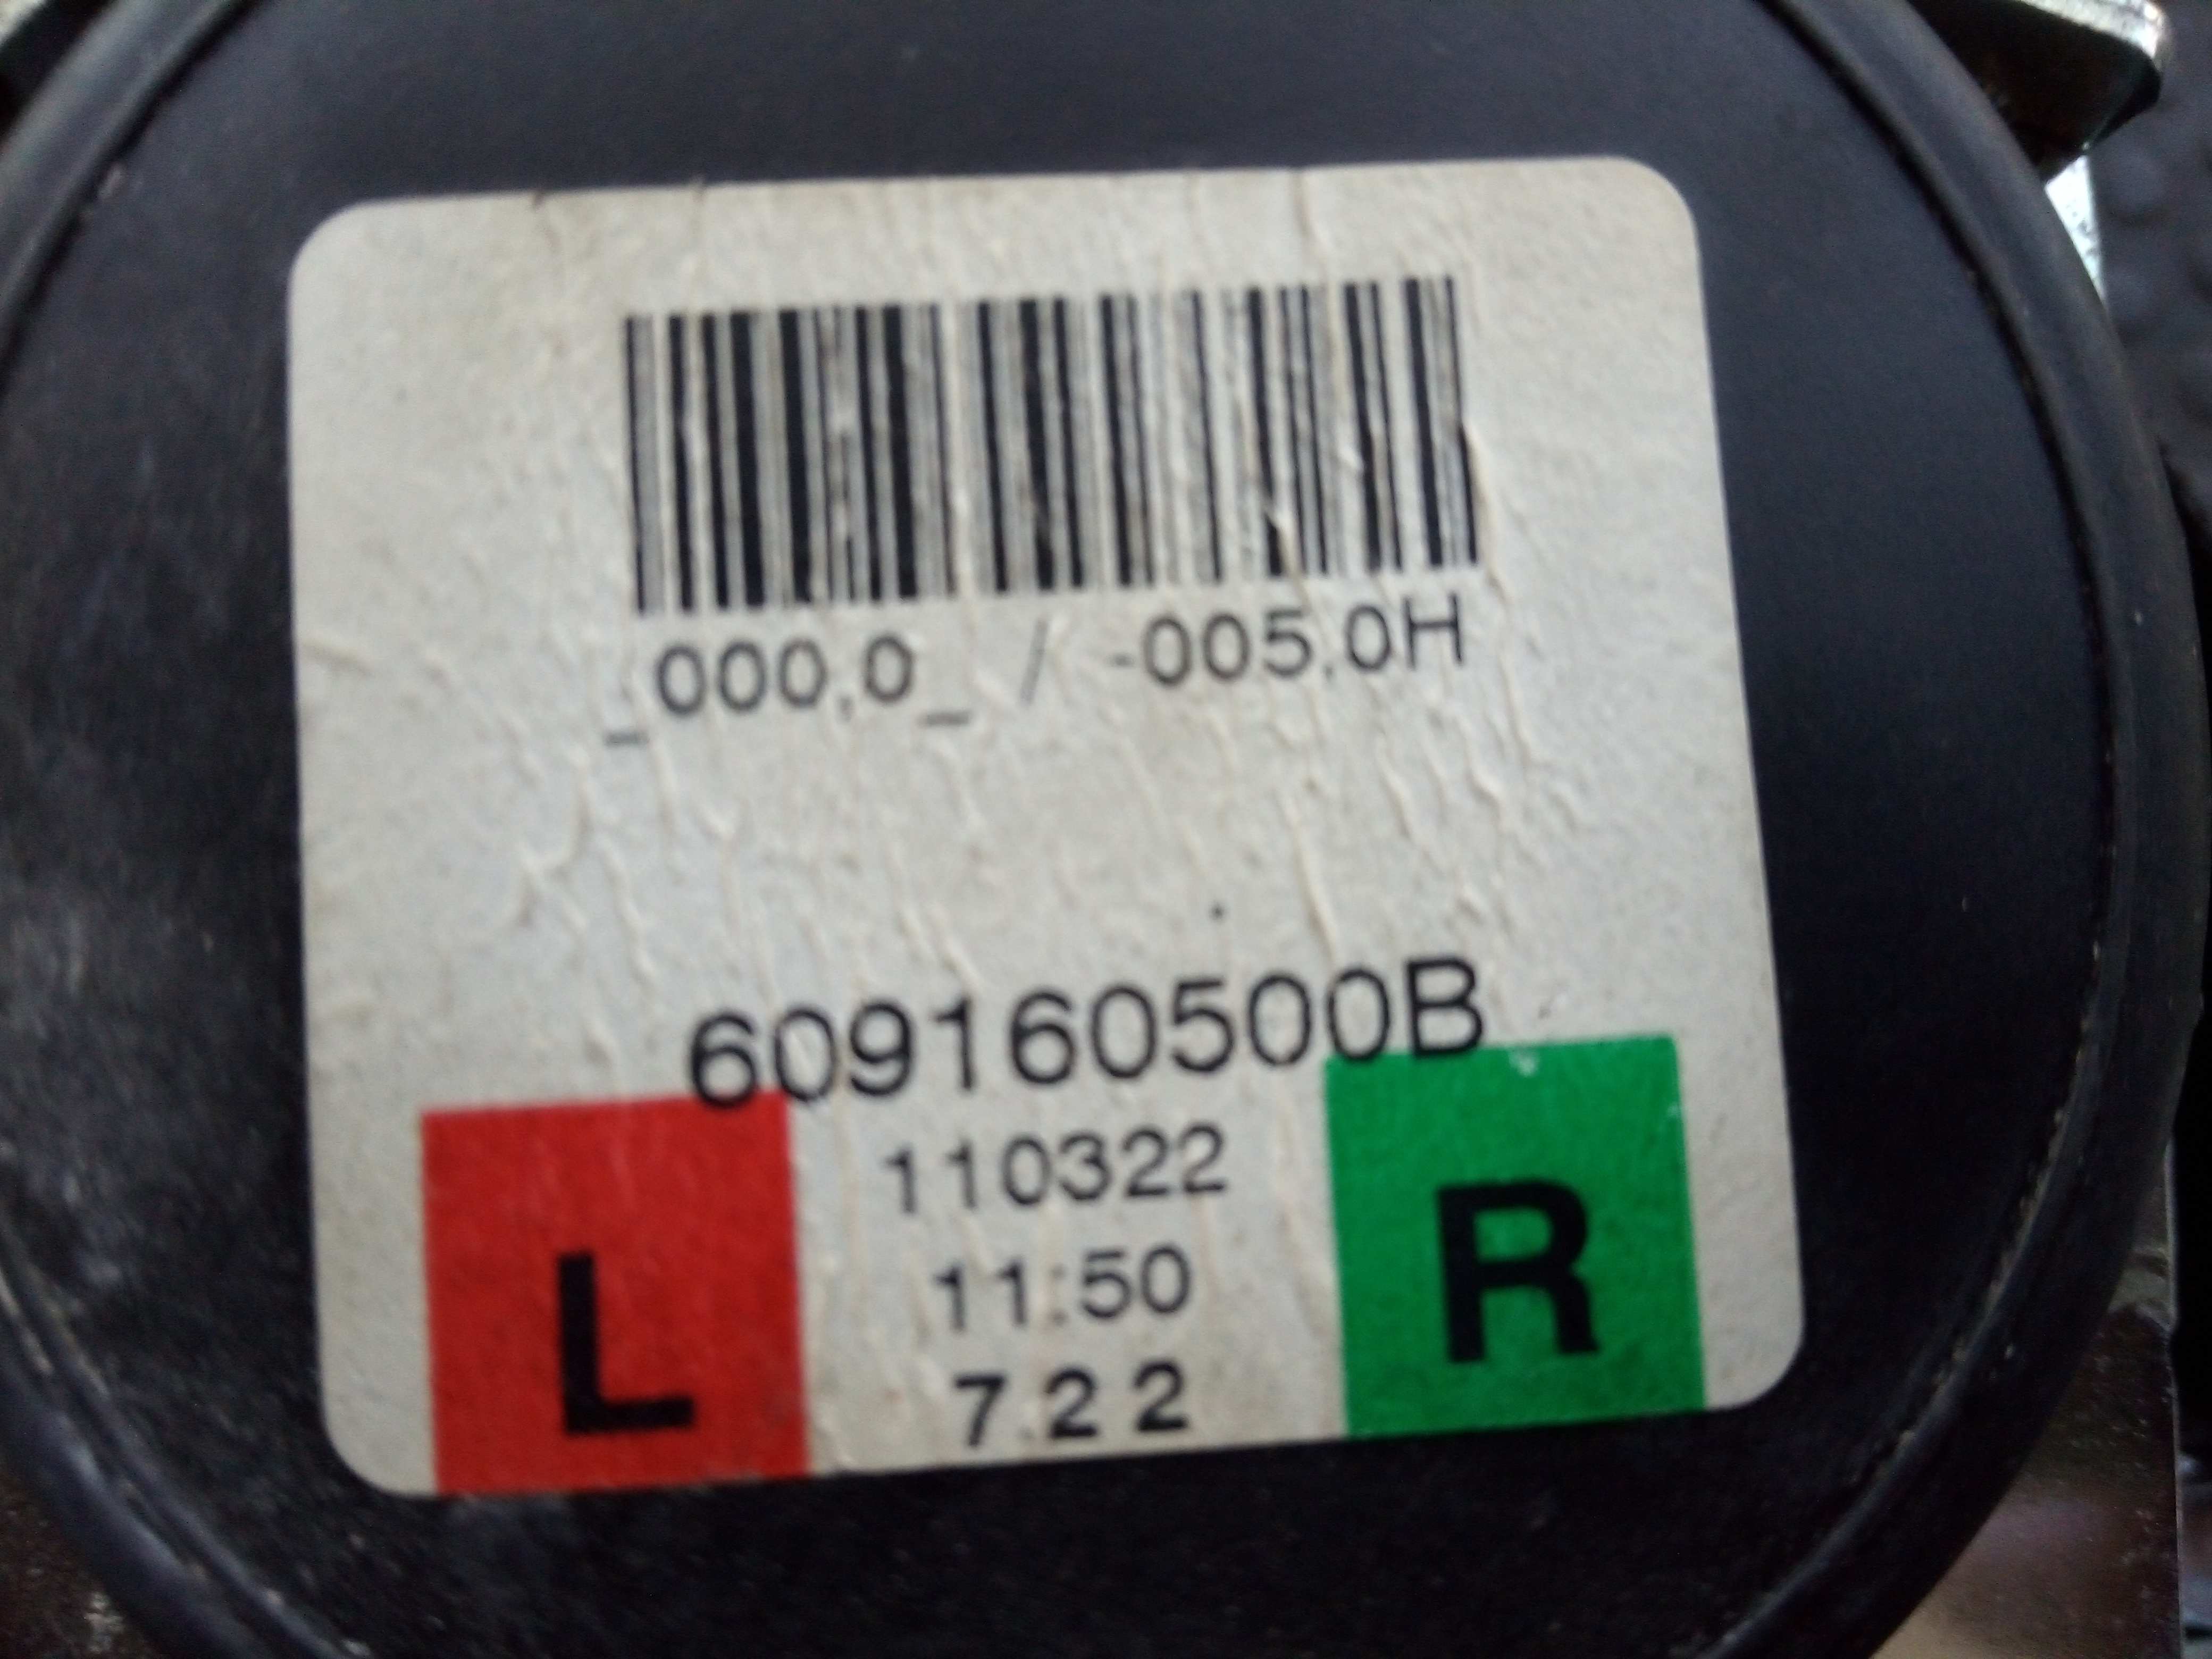 _000,0_ / -005,0H
609160500B
110322
L
R
11:50
7.2 2